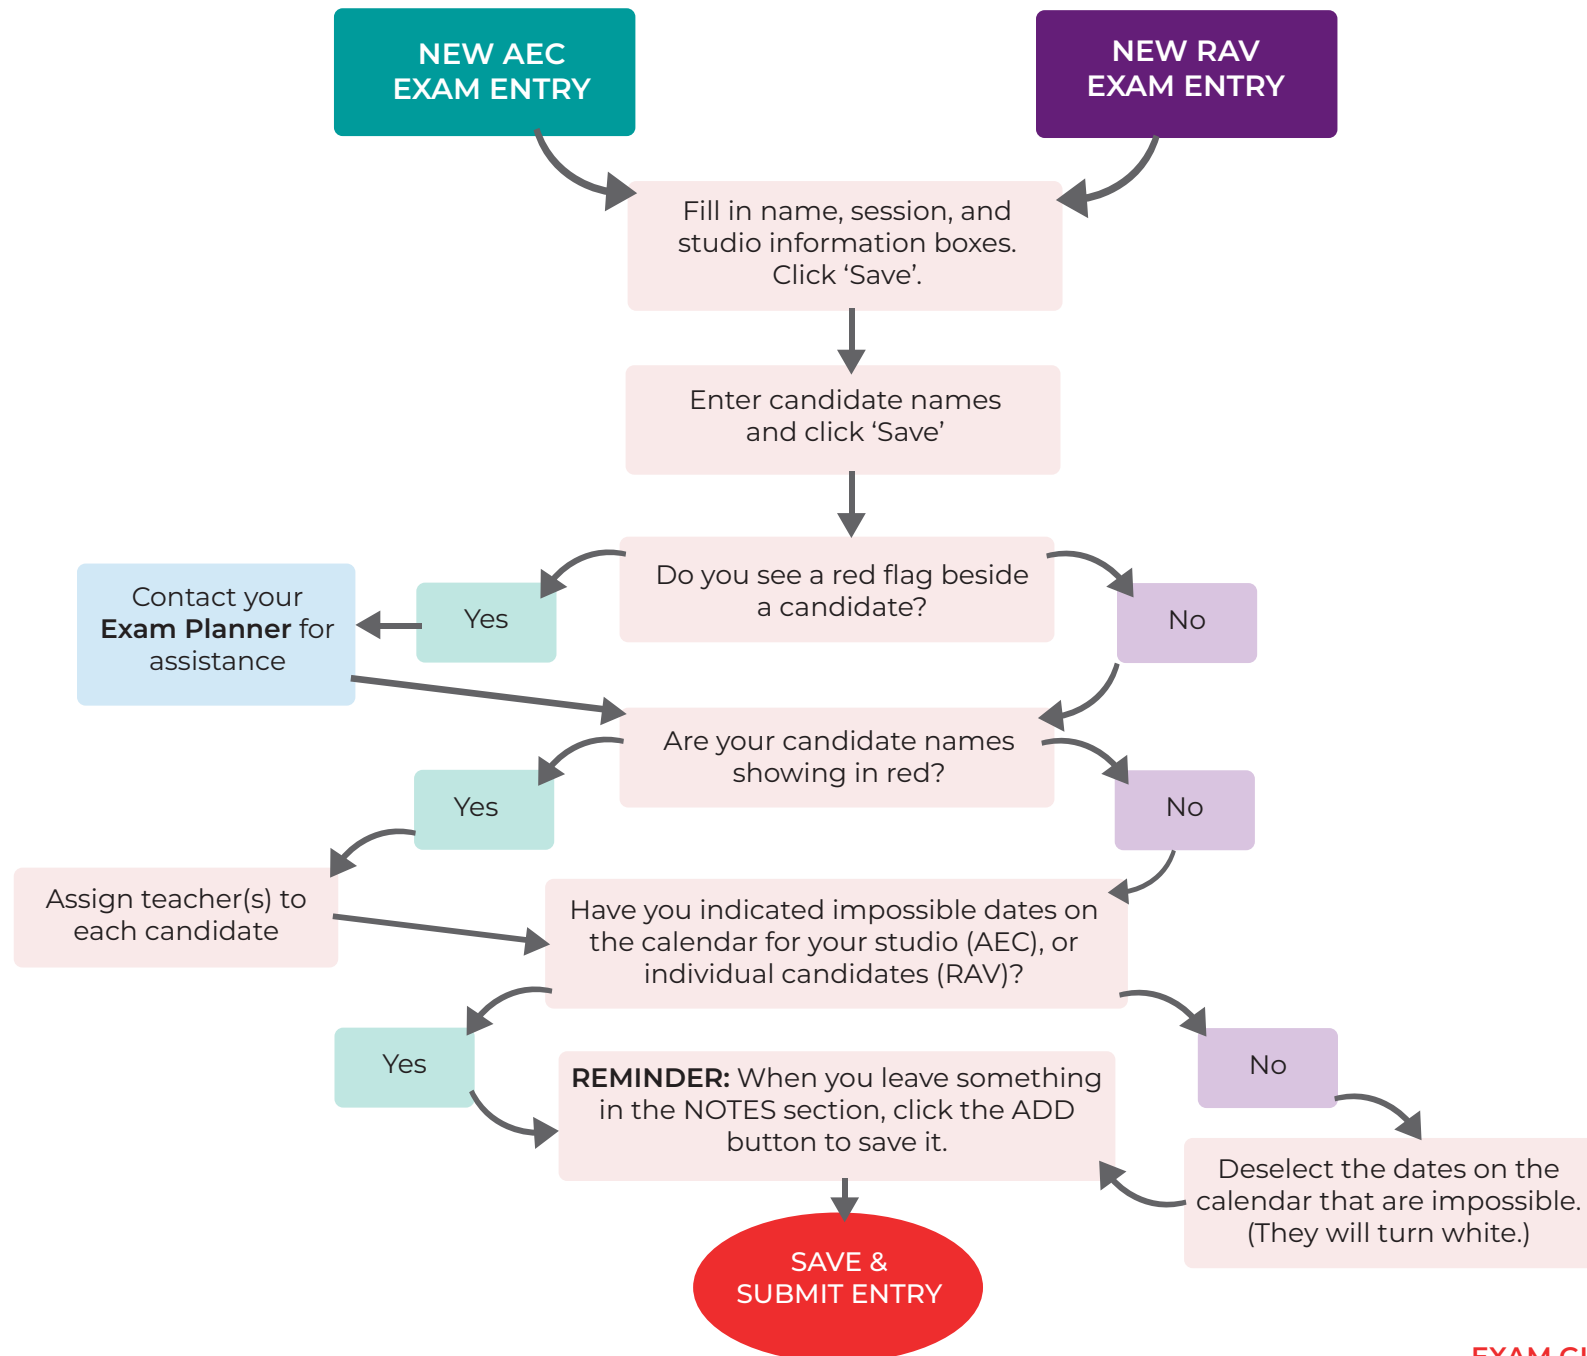 NEW AEC
EXAM ENTRY
NEW RAV
EXAM ENTRY
Fill in name, session, and
studio information boxes.
Click ‘Save’.
Enter candidate names
and click ‘Save’
Do you see a red flag beside
a candidate?
Contact your
Exam Planner for
assistance
Yes
No
Are your candidate names
showing in red?
Yes
No
Assign teacher(s) to
each candidate
Have you indicated impossible dates on
the calendar for your studio (AEC), or
individual candidates (RAV)?
Yes
No
REMINDER: When you leave something
in the NOTES section, click the ADD
button to save it.
Deselect the dates on the
calendar that are impossible.
(They will turn white.)
SAVE &
SUBMIT ENTRY
EXAM